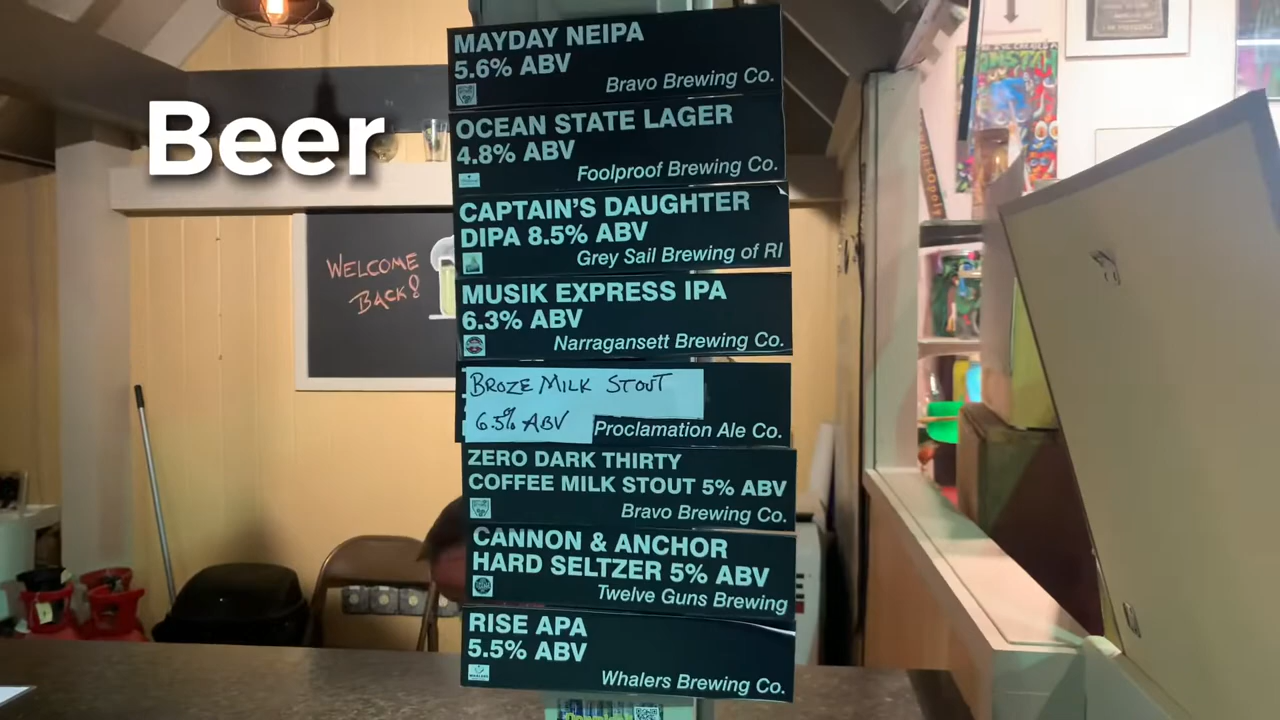 Beer
MAYDAY NEIPA
5.6% ABV
Bravo Brewing Co.
OCEAN STATE LAGER
4.8% ABV
Foolproof Brewing Co.
CAPTAIN'S DAUGHTER
DIPA 8.5% ABV
Grey Sail Brewing of RI
MUSIK EXPRESS IPA
6.3% ABV
Narragansett Brewing Co.
BROZE MILK STOUT
6.5% ABV
Proclamation Ale Co.
ZERO DARK THIRTY
COFFEE MILK STOUT 5% ABV
Bravo Brewing Co.
CANNON & ANCHOR
HARD SELTZER 5% ABV
Twelve Guns Brewing
RISE APA
5.5% ABV
Whalers Brewing Co.
WELCOME
BACK!